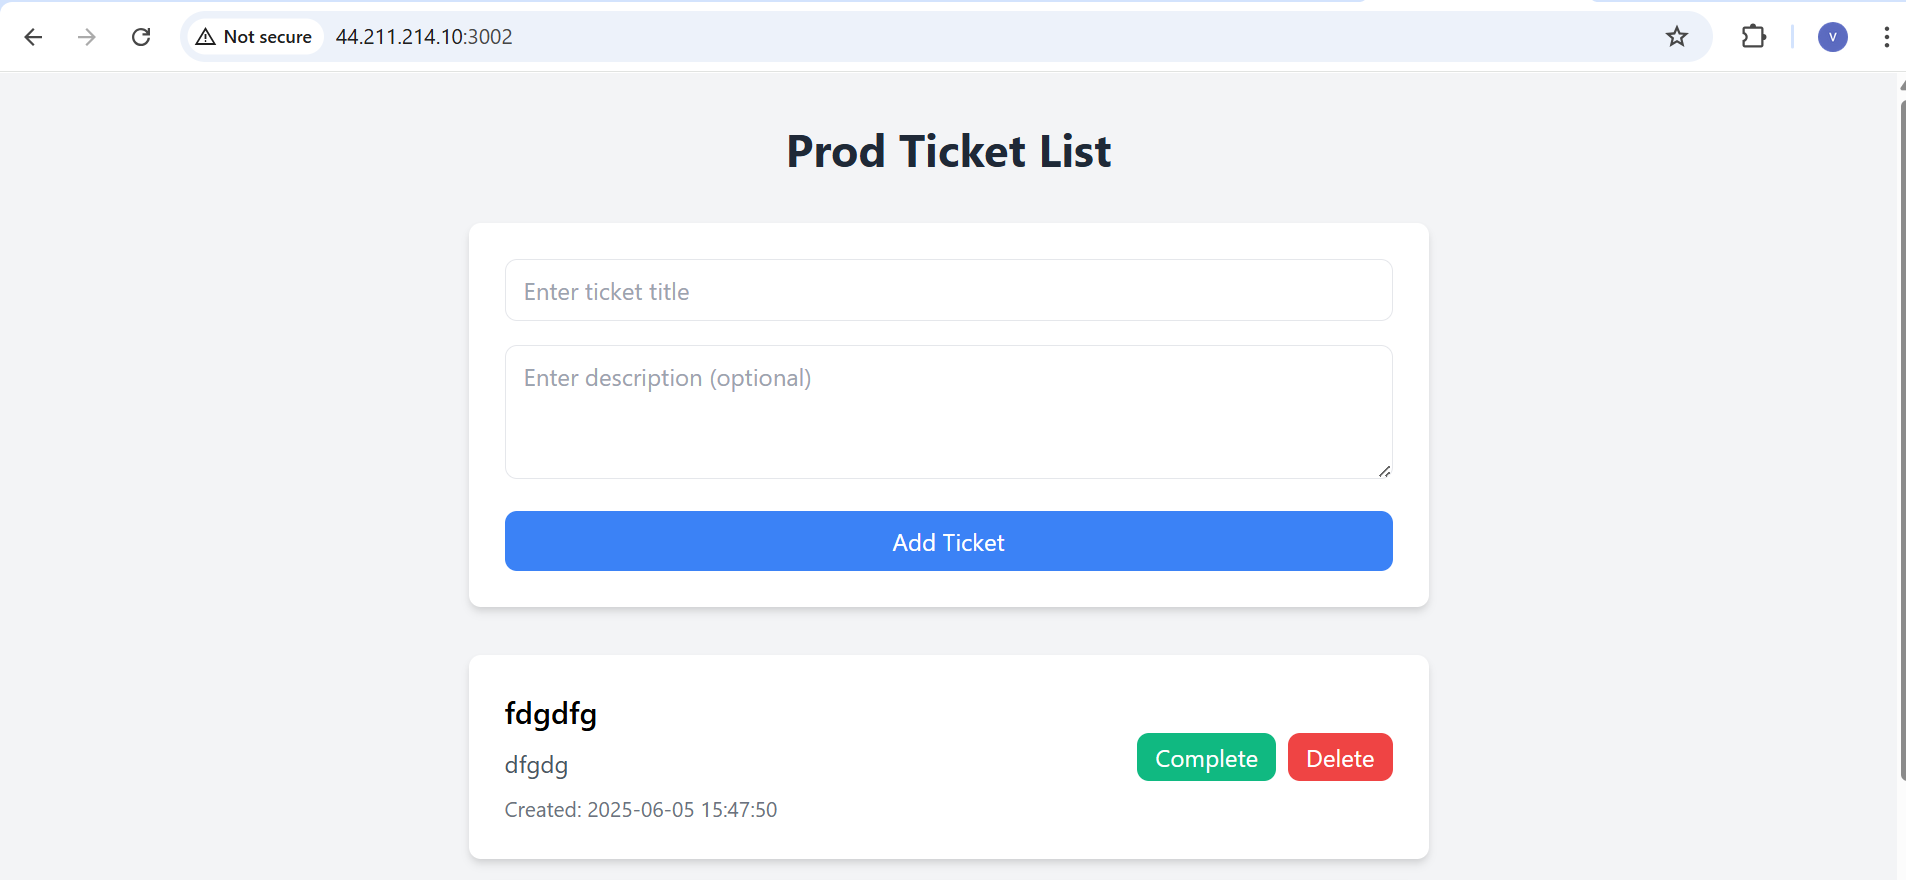 Not secure 44.211.214.10:3002
V
Prod Ticket List
Enter ticket title
Enter description (optional)
Add Ticket
fdgdfg
dfgdg
Created: 2025-06-05 15:47:50
Complete Delete